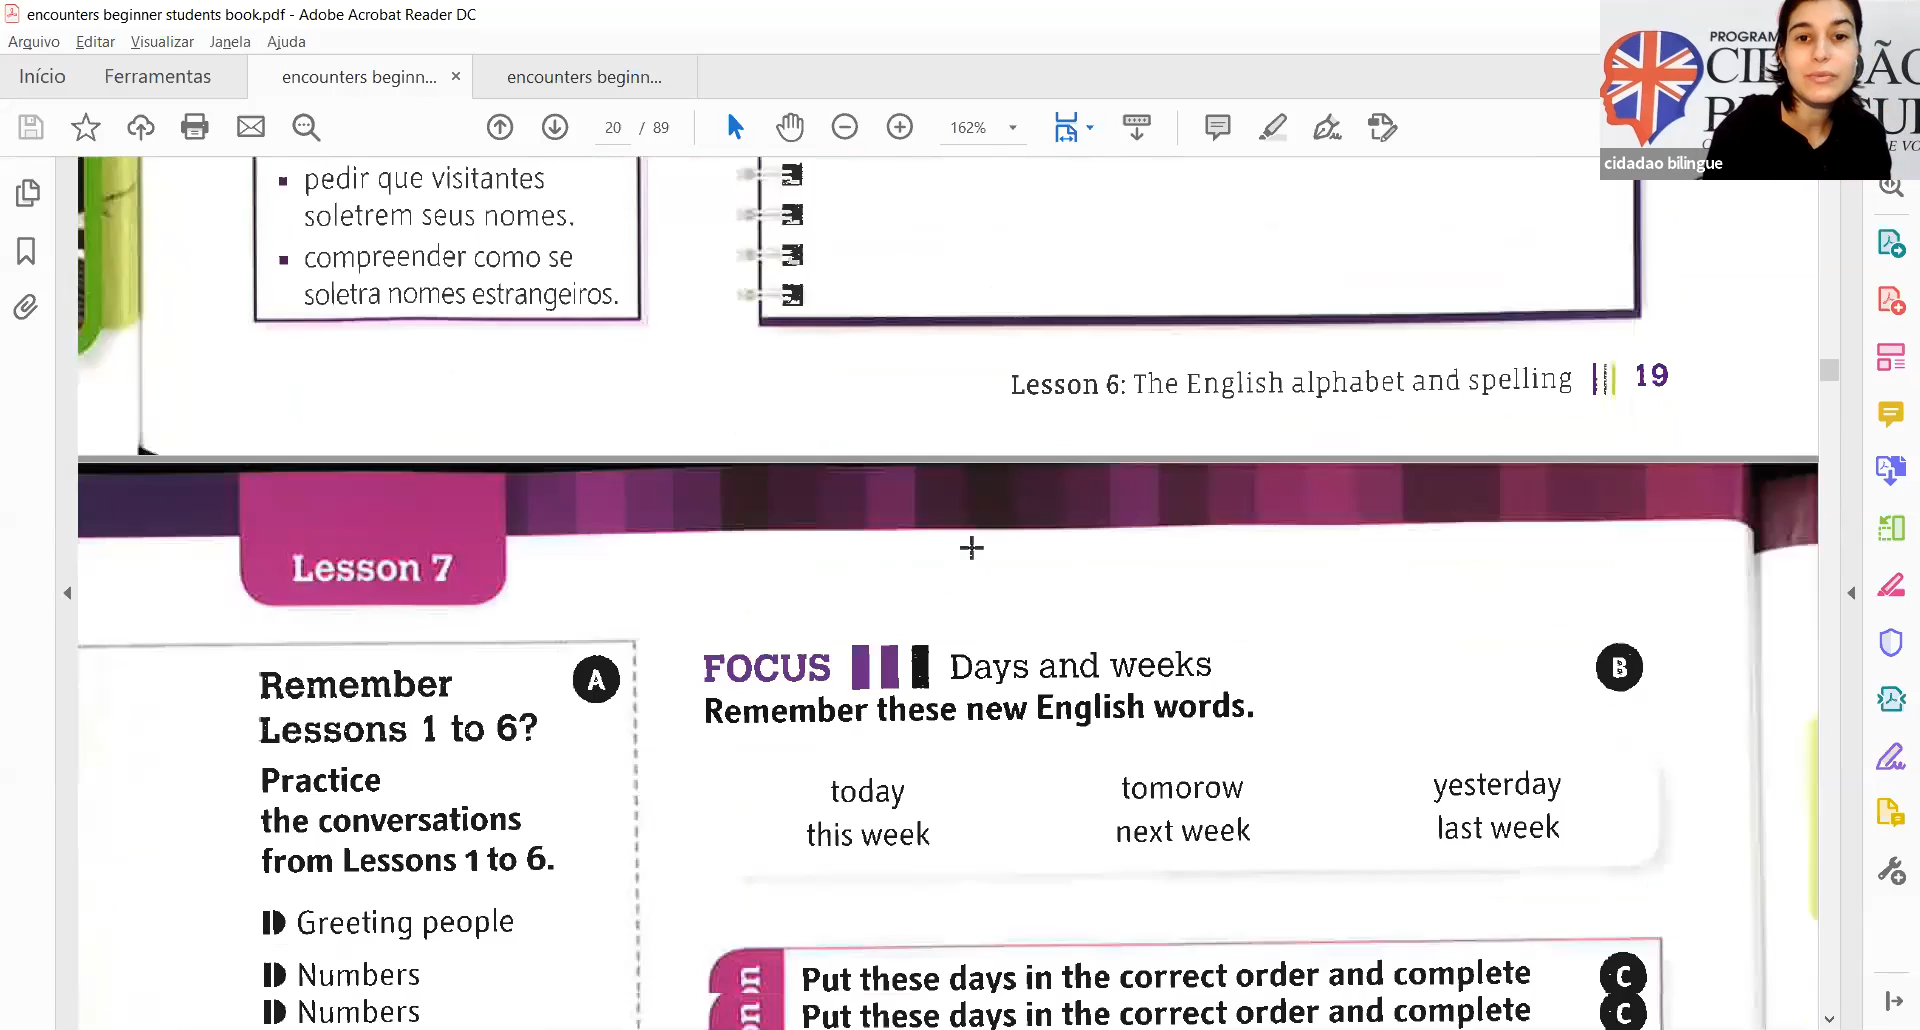 encounters beginner students book.pdf - Adobe Acrobat Reader DC
Arquivo Editar Visualizar Janela Ajuda
Início Ferramentas encounters beginn... × encounters beginn...
20 / 89 162%
PROGRAM
cidadao bilingue
pedir que visitantes
soletrem seus nomes.
compreender como se
soletra nomes estrangeiros.
Lesson 6: The English alphabet and spelling 19
Lesson 7
Remember A
Lessons 1 to 6?
Practice
the conversations
from Lessons 1 to 6.
Greeting people
Numbers
Numbers
FOCUS Days and weeks B
Remember these new English words.
today tomorow yesterday
this week next week last week
Put these days in the correct order and complete C
Put these days in the correct order and complete C